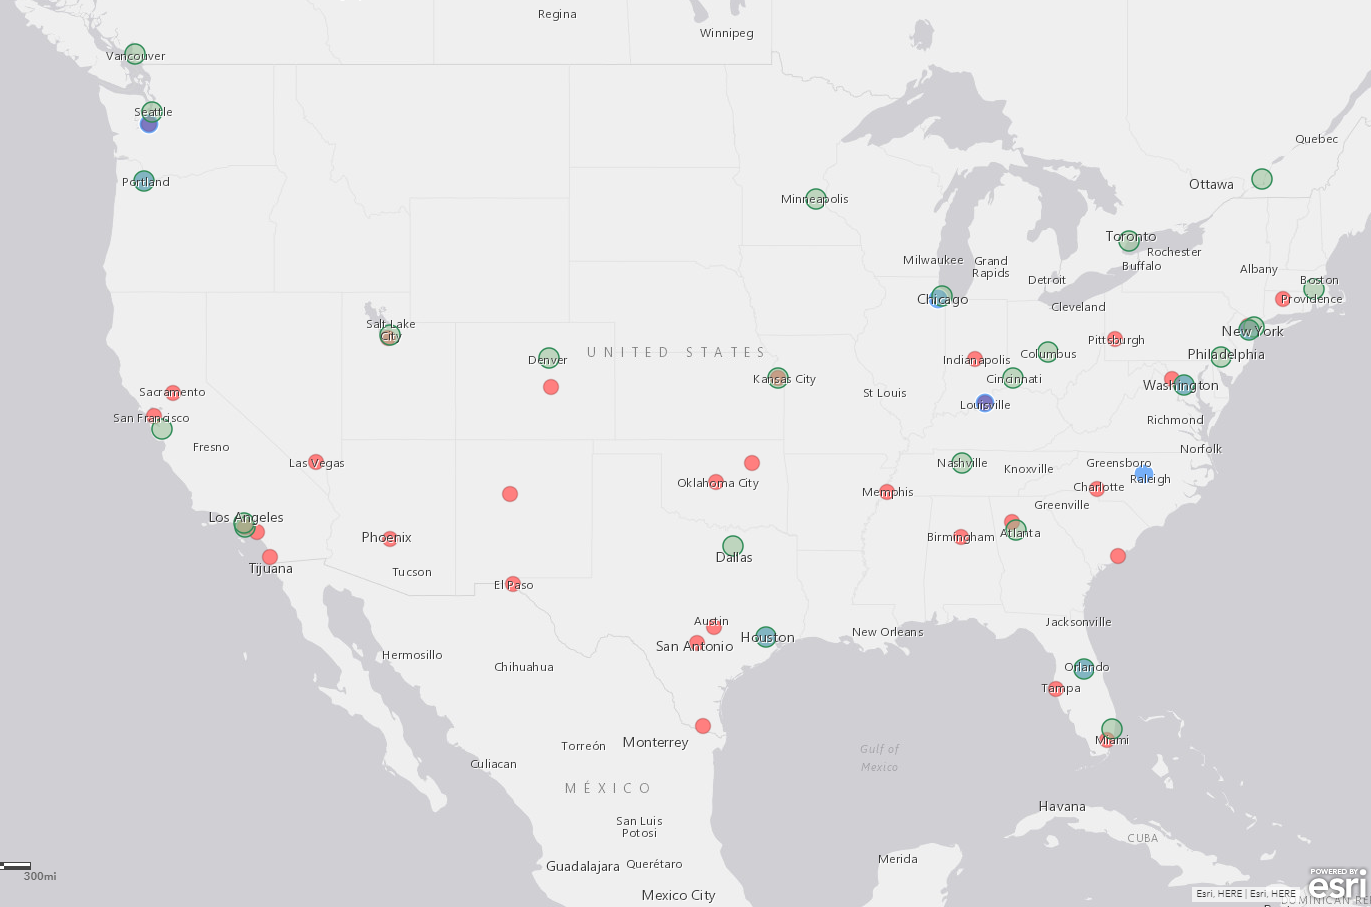 Regina
Winnipeg
Vancouver
Seattle
Quebec
Portland
Ottawa
Minneapolis
Toronto
Rochester
Milwaukee
Grand
Rapids
Buffalo
Albany
Detroit
Boston
Chicago
Cleveland
Providence
Salt Lake
City
New York
Pittsburgh
UNITED STATES
Denver
Indianapolis
Columbus
Philadelphia
Kansas City
Cincinnati
Washington
Sacramento
St Louis
Louisville
San Francisco
Richmond
Fresno
Norfolk
Las Vegas
Nashville
Knoxville
Greensboro
Raleigh
Oklahoma City
Memphis
Charlotte
Greenville
Los Angeles
Phoenix
Birmingham
Atlanta
Dallas
Tijuana
Tucson
El Paso
Austin
Jacksonville
San Antonio
Houston
New Orleans
Hermosillo
Chihuahua
Orlando
Tampa
Torreón
Monterrey
Gulf of
Mexico
Miami
Culiacan
MÉXICO
Havana
San Luis
Potosi
CUBA
Guadalajara
Querétaro
Merida
300mi
Mexico City
POWERED BY
esri
Esri, HERE | Esri, HERE
DOMINICAN RE